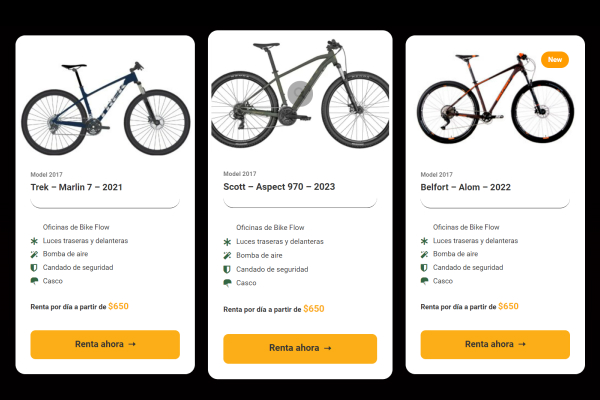 TREK
Model 2017
Trek – Marlin 7 – 2021
Oficinas de Bike Flow
Luces traseras y delanteras
Bomba de aire
Candado de seguridad
Casco
Renta por día a partir de $650
Renta ahora →
Model 2017
Scott – Aspect 970 – 2023
Oficinas de Bike Flow
Luces traseras y delanteras
Bomba de aire
Candado de seguridad
Casco
Renta por día a partir de $650
Renta ahora →
New
Model 2017
Belfort – Alom – 2022
Oficinas de Bike Flow
Luces traseras y delanteras
Bomba de aire
Candado de seguridad
Casco
Renta por día a partir de $650
Renta ahora →